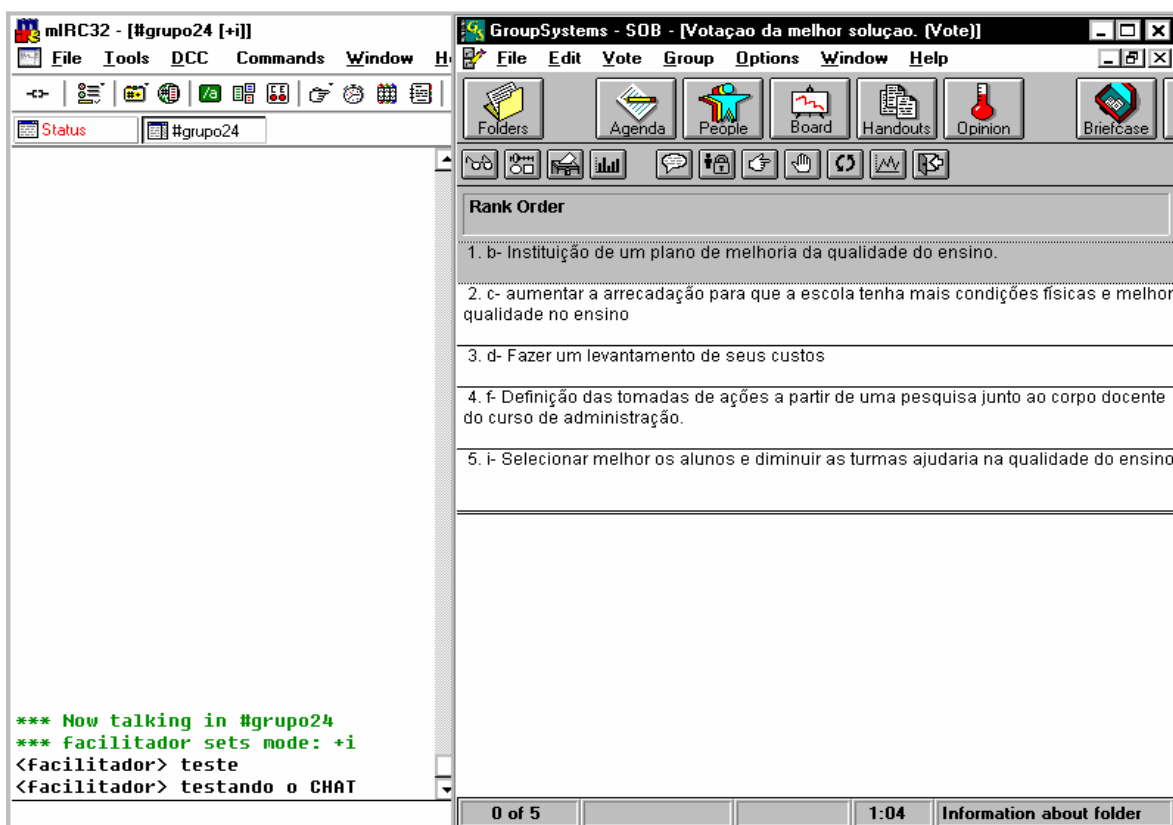 mIRC32 - [#grupo24 [+i]]
File Tools DCC Commands Window
Status #grupo24
*** Now talking in #grupo24
*** facilitador sets mode: +i
<facilitador> teste
<facilitador> testando o CHAT
GroupSystems - SOB - [Votaçao da melhor soluçao. (Vote)]
File Edit Vote Group Options Window Help
Folders Agenda People Board Handouts Opinion Briefcase
Rank Order
1. b- Instituição de um plano de melhoria da qualidade do ensino.
2. c- aumentar a arrecadação para que a escola tenha mais condições físicas e melhor
qualidade no ensino
3. d- Fazer um levantamento de seus custos
4. f- Definição das tomadas de ações a partir de uma pesquisa junto ao corpo docente
do curso de administração.
5. i- Selecionar melhor os alunos e diminuir as turmas ajudaria na qualidade do ensino
0 of 5 1:04 Information about folder